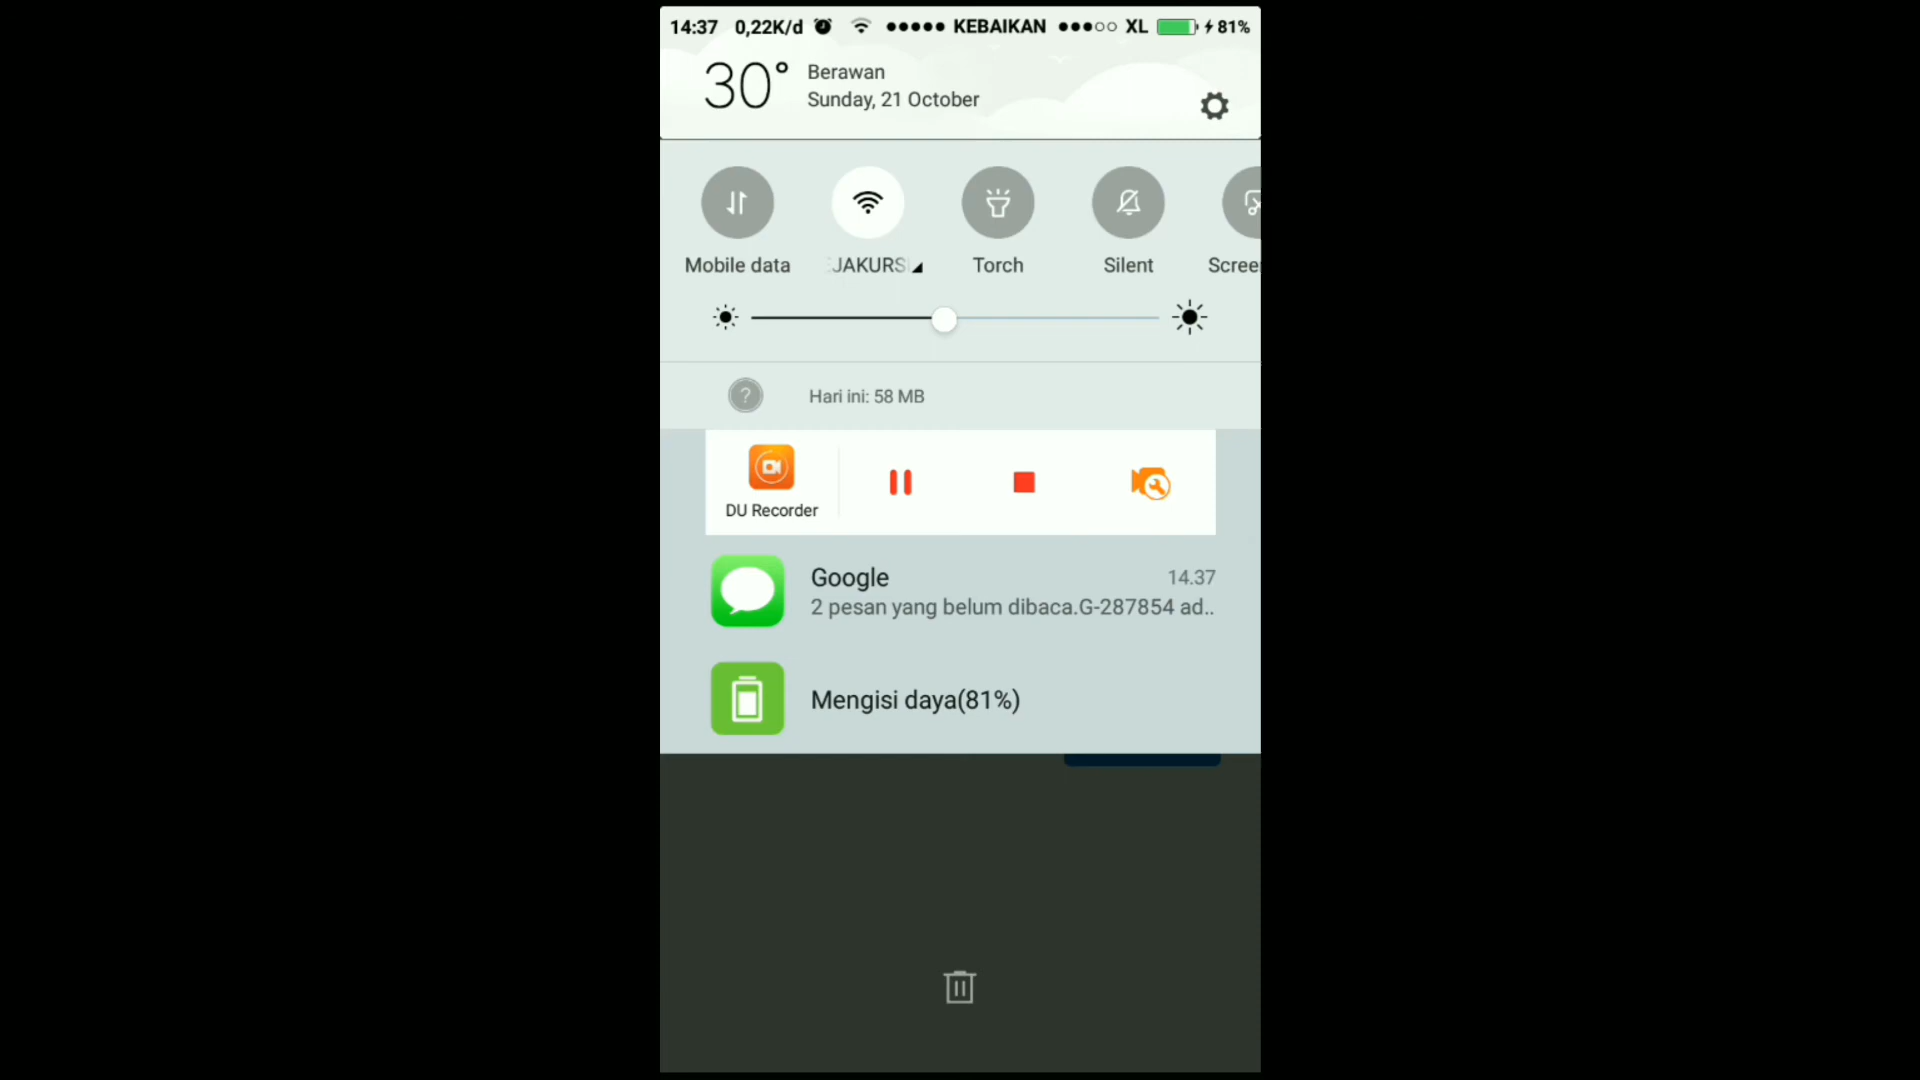 14:37 0,22K/d KEBAIKAN XL 81%
30° Berawan
Sunday, 21 October
Mobile data JAKURS Torch Silent Scree
Hari ini: 58 MB
DU Recorder
Google 14.37
2 pesan yang belum dibaca.G-287854 ad..
Mengisi daya(81%)